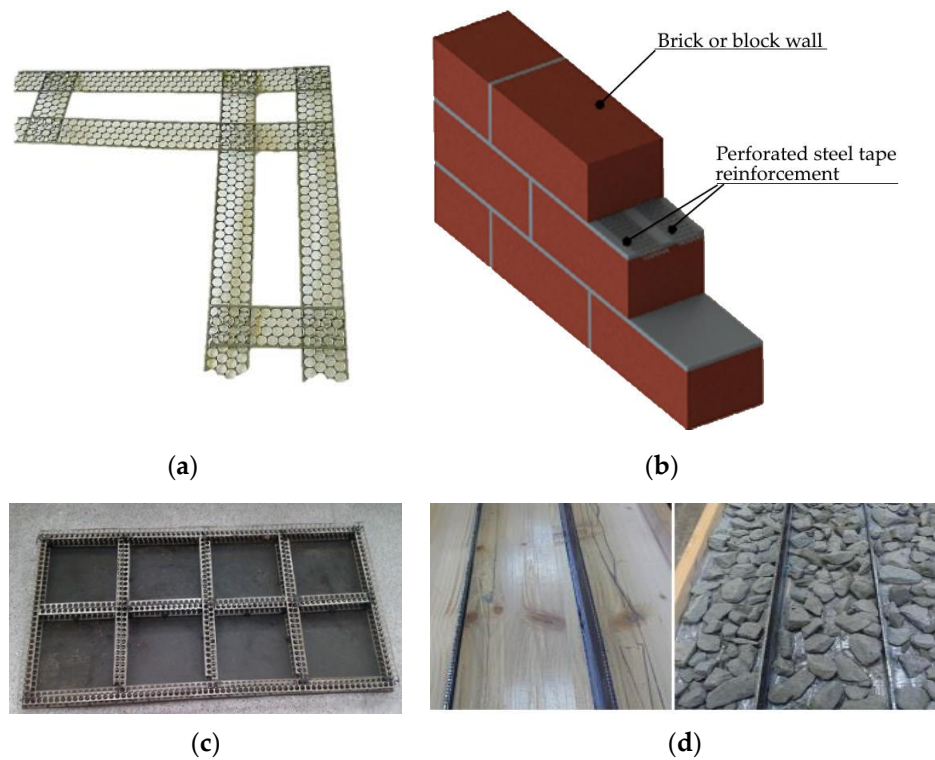 Brick or block wall
Perforated steel tape
reinforcement
(a)
(b)
(c)
(d)